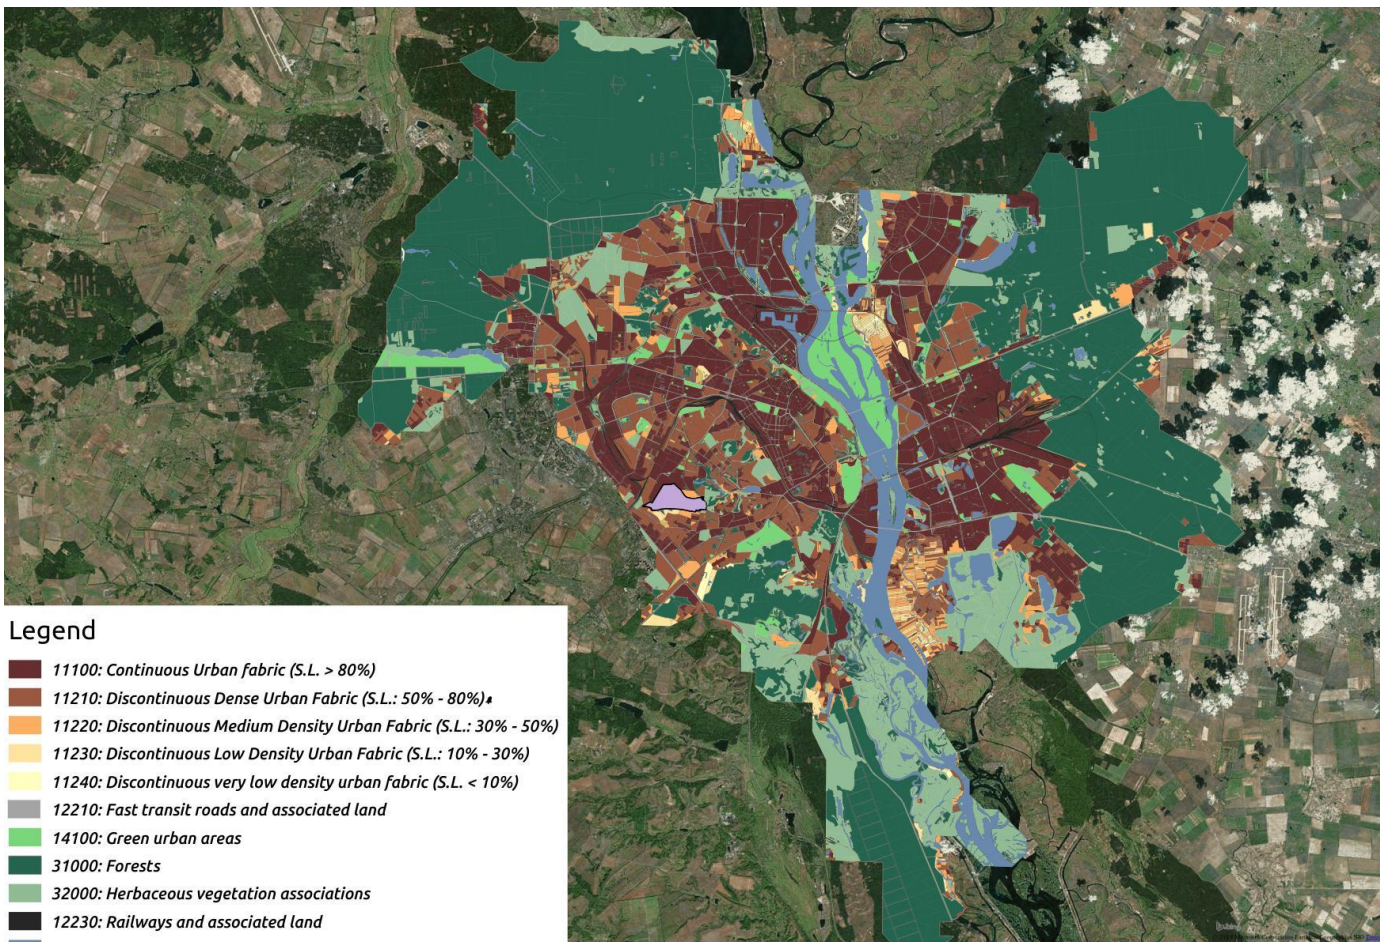 Legend
11100: Continuous Urban fabric (S.L. > 80%)
11210: Discontinuous Dense Urban Fabric (S.L.: 50% - 80%)
11220: Discontinuous Medium Density Urban Fabric (S.L.: 30% - 50%)
11230: Discontinuous Low Density Urban Fabric (S.L.: 10% - 30%)
11240: Discontinuous very low density urban fabric (S.L. < 10%)
12210: Fast transit roads and associated land
14100: Green urban areas
31000: Forests
32000: Herbaceous vegetation associations
12230: Railways and associated land